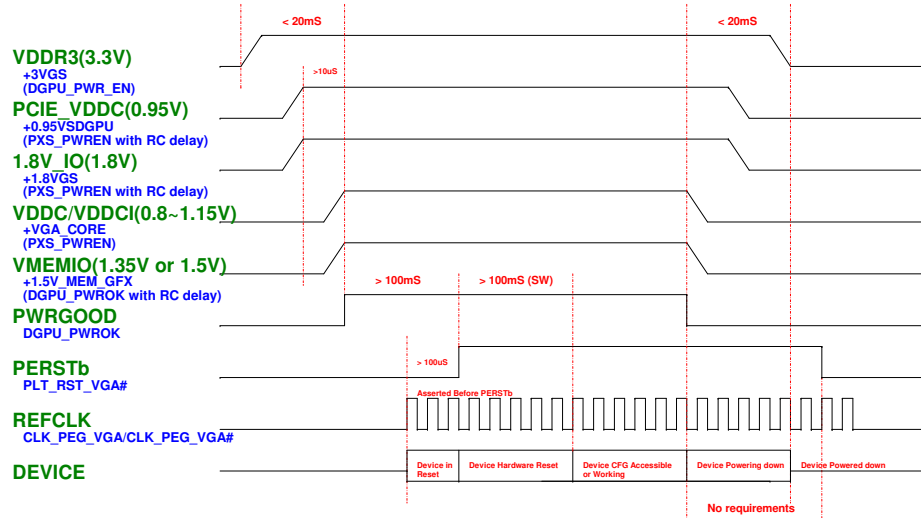 < 20mS
< 20mS
VDDR3(3.3V)
+3VGS
(DGPU_PWR_EN)
>10uS
PCIE_VDDC(0.95V)
+0.95VSDGPU
(PXS_PWREN with RC delay)
1.8V_IO(1.8V)
+1.8VGS
(PXS_PWREN with RC delay)
VDDC/VDDCI(0.8~1.15V)
+VGA_CORE
(PXS_PWREN)
VMEMIO(1.35V or 1.5V)
+1.5V_MEM_GFX
(DGPU_PWROK with RC delay)
> 100mS
> 100mS (SW)
PWRGOOD
DGPU_PWROK
PERSTb
PLT_RST_VGA#
> 100uS
Asserted Before PERSTb
REFCLK
CLK_PEG_VGA/CLK_PEG_VGA#
DEVICE
Device in
Reset
Device Hardware Reset
Device CFG Accessible
or Working
Device Powering down
Device Powered down
No requirements